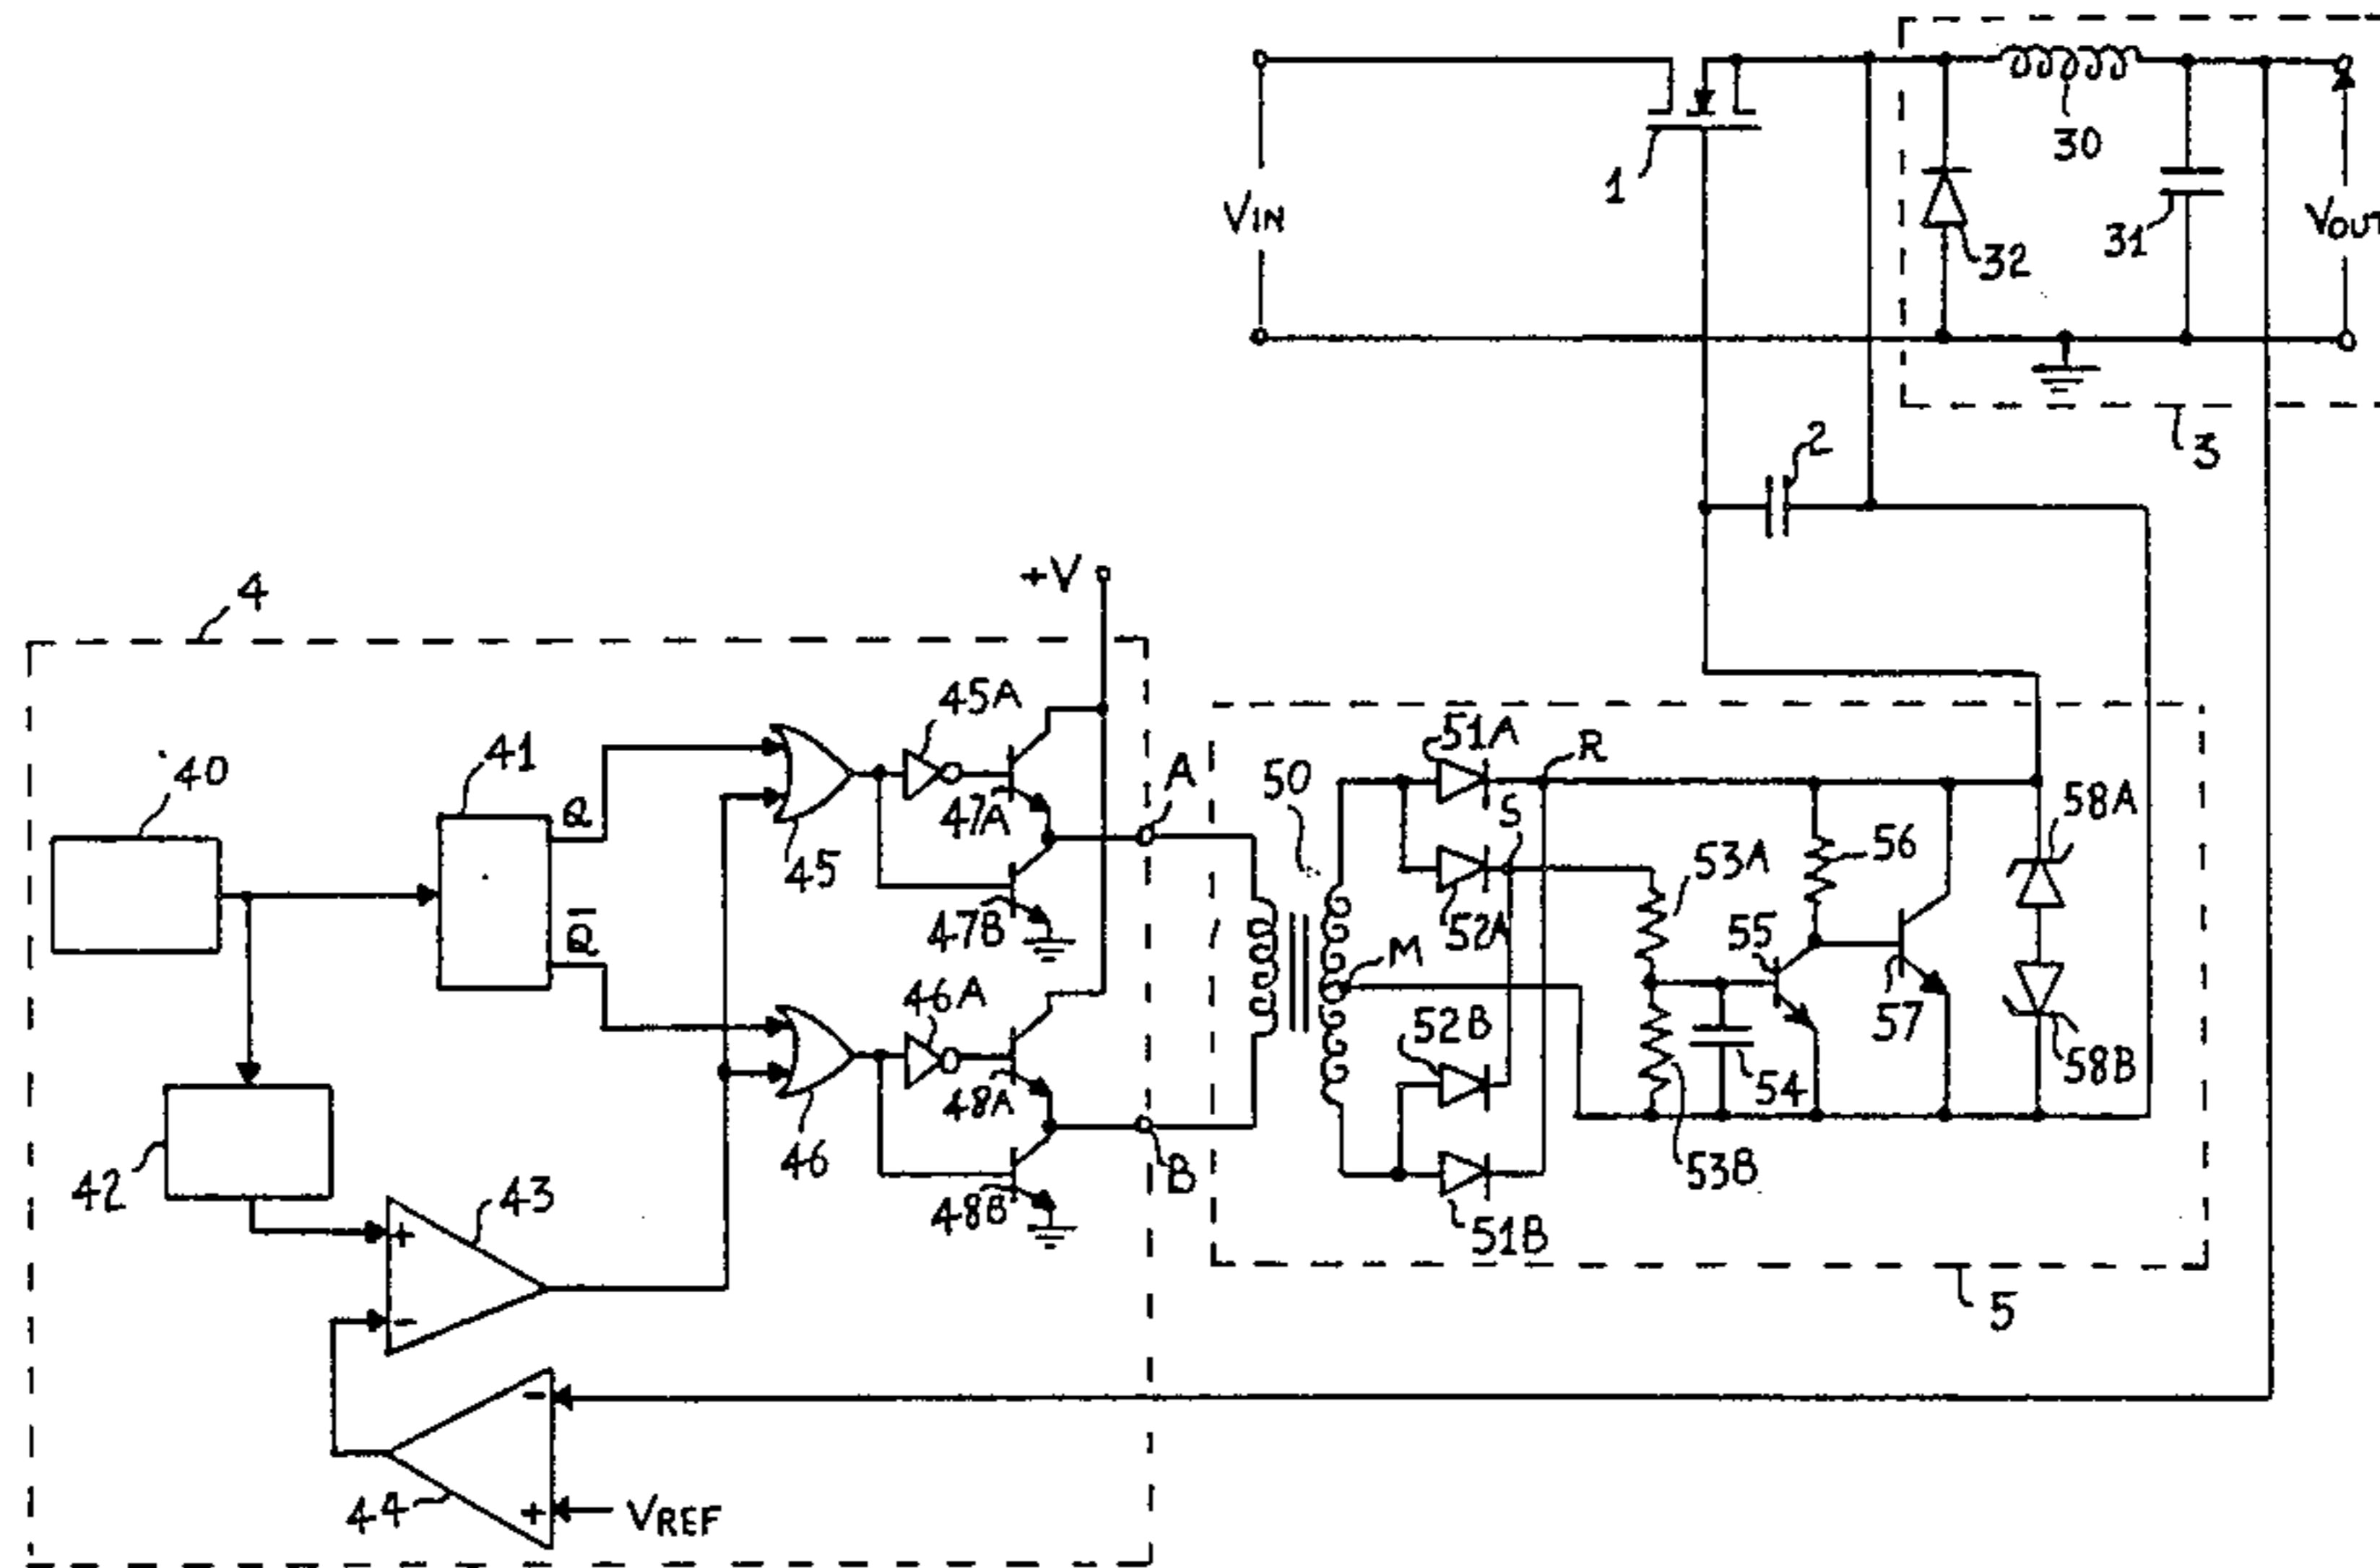 30
1
VIN
32
31
VOUT
3
2
+V
4
45A
41
40
Q
47A
A
50
51A
R
S
58A
45
52A
53A
56
Q̅
47B
M
55
46A
52B
57
48A
54
58B
42
46
B
53B
43
48B
51B
+
5
-
-
44
+
VREF